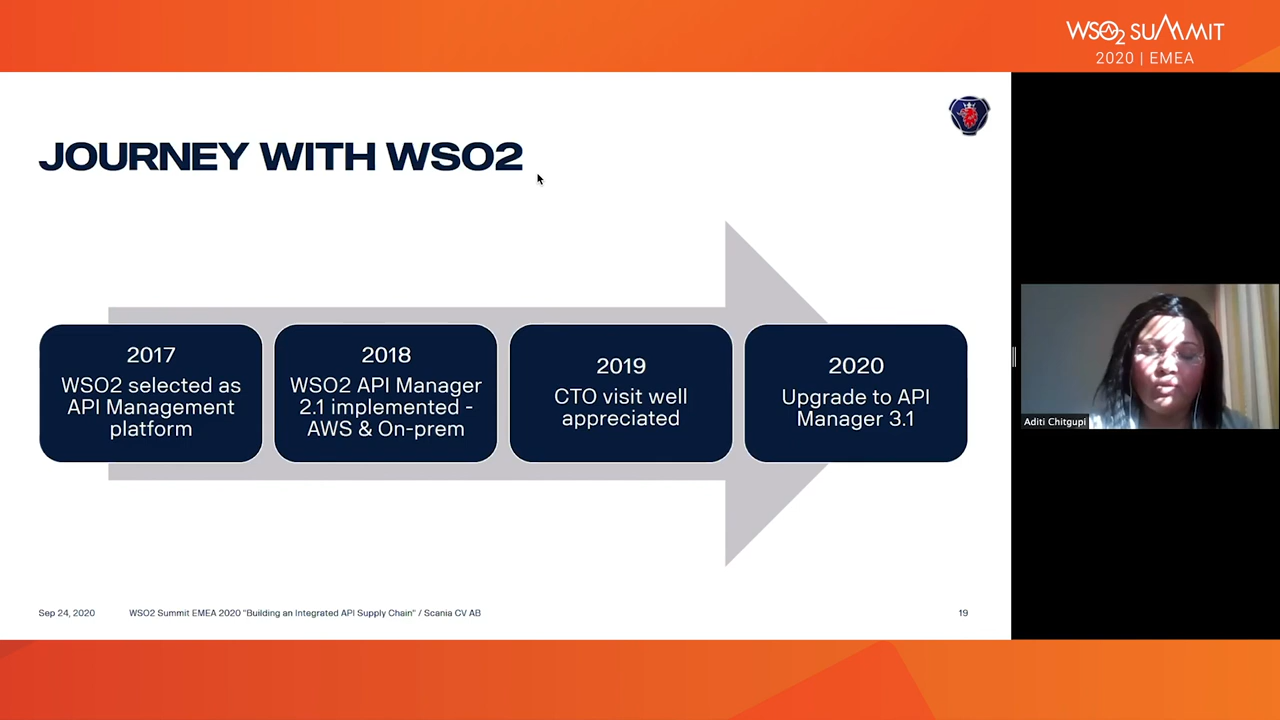 WSO2 SUMMIT
2020 | EMEA
JOURNEY WITH WSO2
2017
WSO2 selected as
API Management
platform
2018
WSO2 API Manager
2.1 implemented -
AWS & On-prem
2019
CTO visit well
appreciated
2020
Upgrade to API
Manager 3.1
Aditi Chitgupi
Sep 24, 2020
WSO2 Summit EMEA 2020 "Building an Integrated API Supply Chain" / Scania CV AB
19